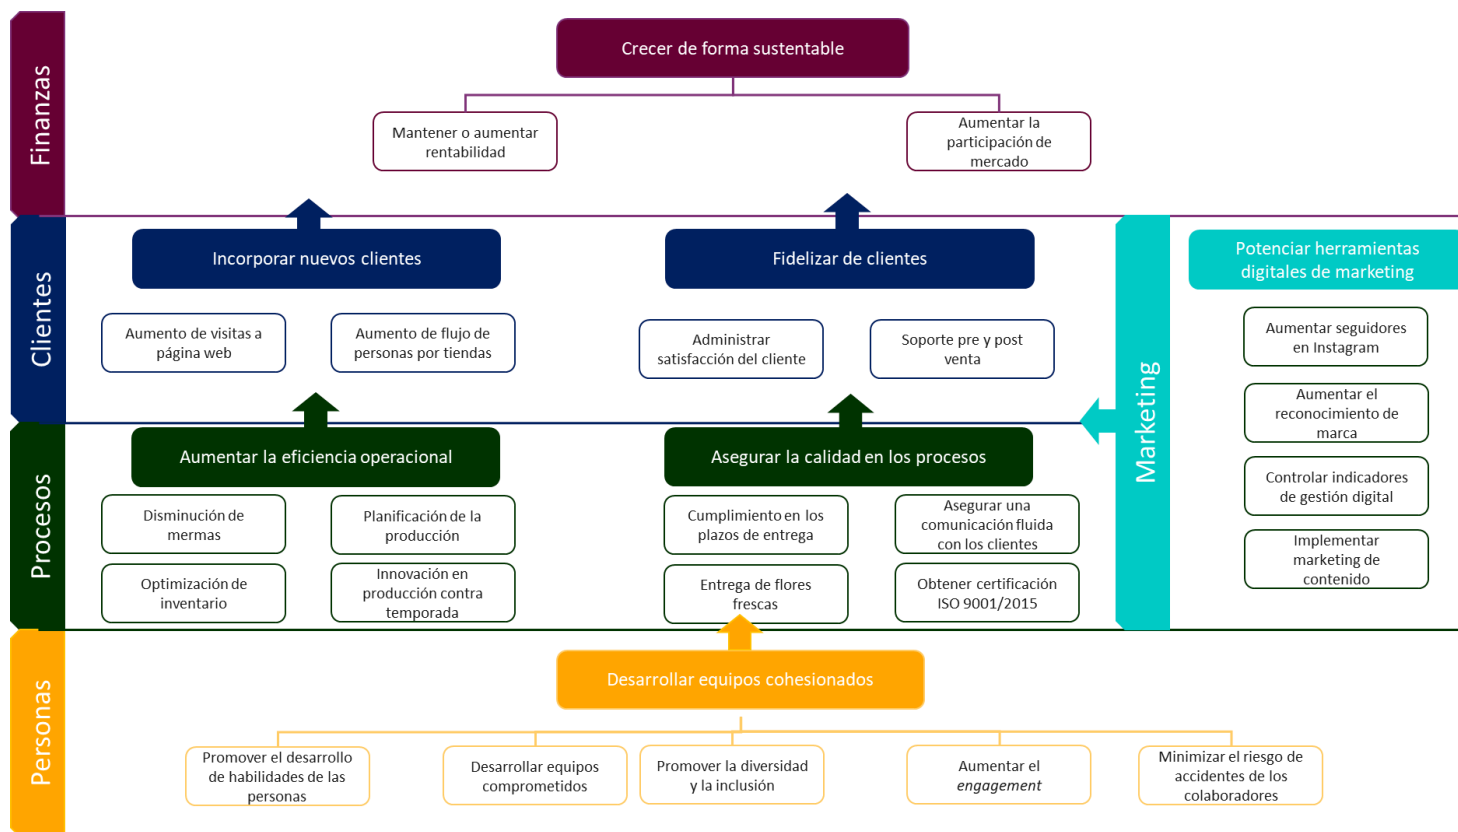 Finanzas
Crecer de forma sustentable
Mantener o aumentar
rentabilidad
Aumentar la
participación de
mercado
Clientes
Incorporar nuevos clientes
Fidelizar de clientes
Aumento de visitas a
página web
Aumento de flujo de
personas por tiendas
Administrar
satisfacción del cliente
Soporte pre y post
venta
Procesos
Aumentar la eficiencia operacional
Asegurar la calidad en los procesos
Disminución de
mermas
Planificación de la
producción
Cumplimiento en los
plazos de entrega
Asegurar una
comunicación fluida
con los clientes
Optimización de
inventario
Innovación en
producción contra
temporada
Entrega de flores
frescas
Obtener certificación
ISO 9001/2015
Marketing
Potenciar herramientas
digitales de marketing
Aumentar seguidores
en Instagram
Aumentar el
reconocimiento de
marca
Controlar indicadores
de gestión digital
Implementar
marketing de
contenido
Personas
Desarrollar equipos cohesionados
Promover el desarrollo
de habilidades de las
personas
Desarrollar equipos
comprometidos
Promover la diversidad
y la inclusión
Aumentar el
engagement
Minimizar el riesgo de
accidentes de los
colaboradores